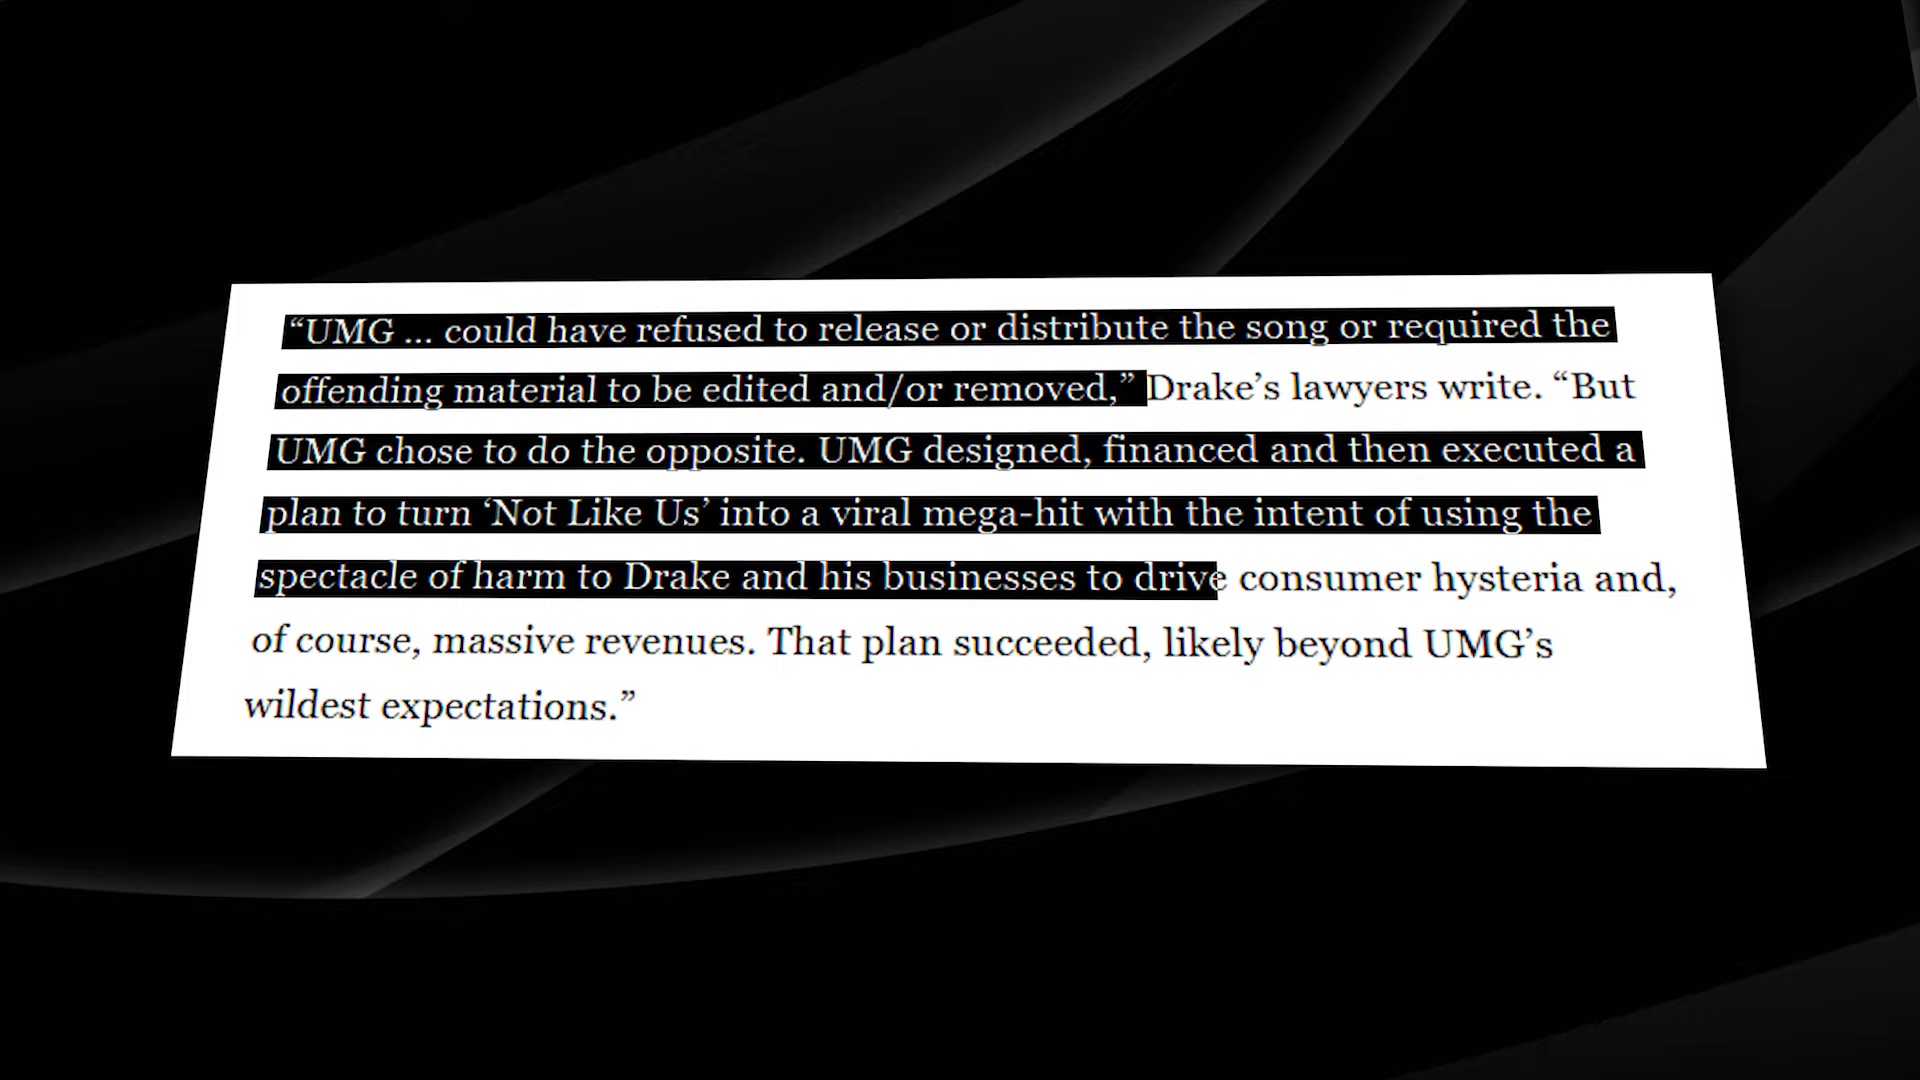 “UMG ... could have refused to release or distribute the song or required the
offending material to be edited and/or removed,” Drake’s lawyers write. “But
UMG chose to do the opposite. UMG designed, financed and then executed a
plan to turn ‘Not Like Us’ into a viral mega-hit with the intent of using the
spectacle of harm to Drake and his businesses to drive consumer hysteria and,
of course, massive revenues. That plan succeeded, likely beyond UMG’s
wildest expectations.”